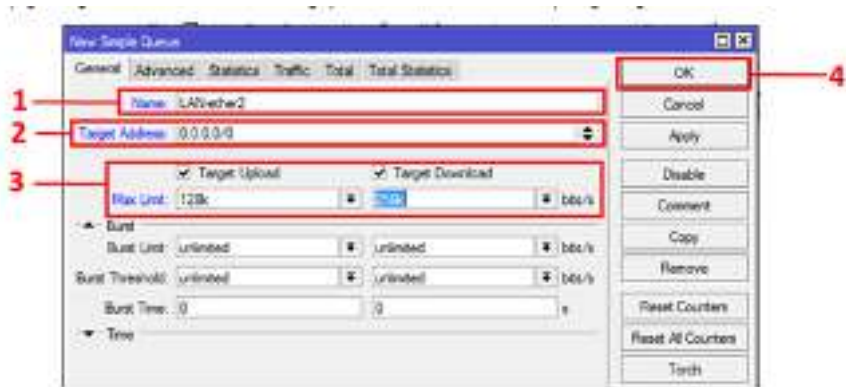 New Simple Queue
General Advanced Statistics Traffic Total Total Statistics
OK
4
1
Name: LAN-ether2
Cancel
2
Target Address: 0.0.0.0/0
Apply
3
Target Upload Target Download
Disable
Max Limit: 128k bits/s
Comment
Burst
Copy
Burst Limit: unlimited unlimited bits/s
Remove
Burst Threshold: unlimited unlimited bits/s
Burst Time: 0 0 s
Reset Counters
Time
Reset All Counters
Torch